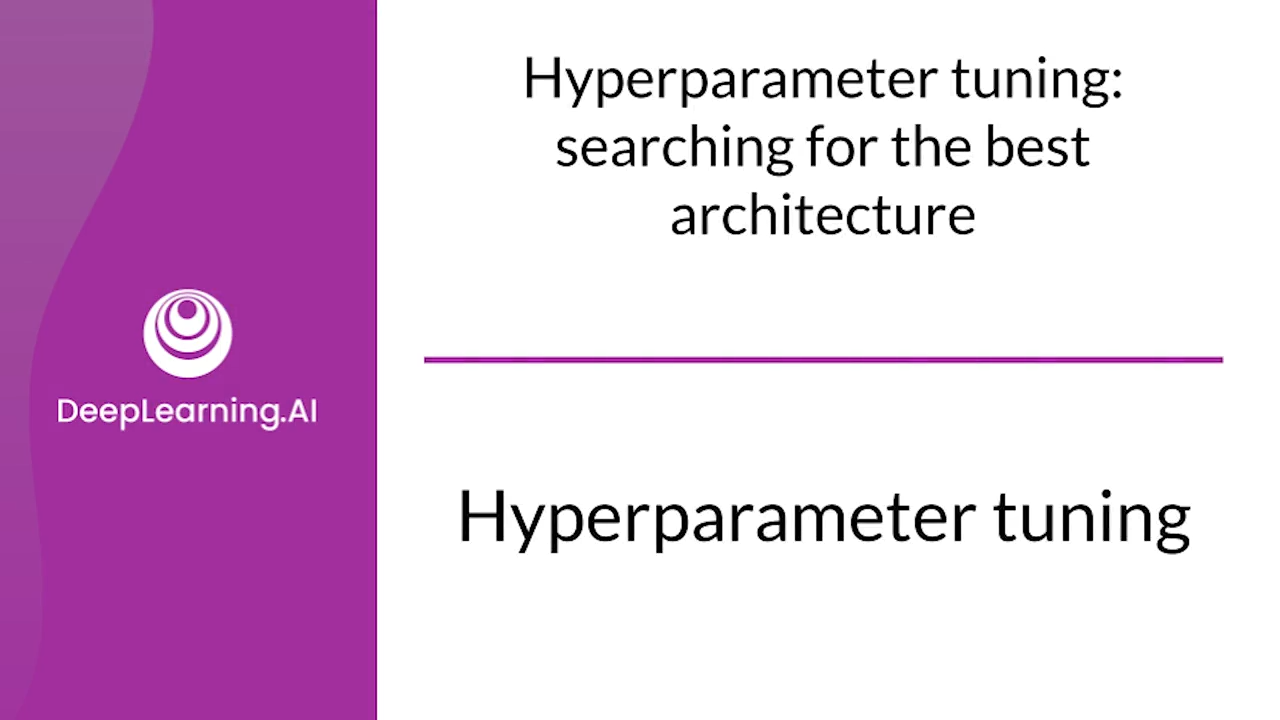 Hyperparameter tuning:
searching for the best
architecture
DeepLearning.AI
Hyperparameter tuning